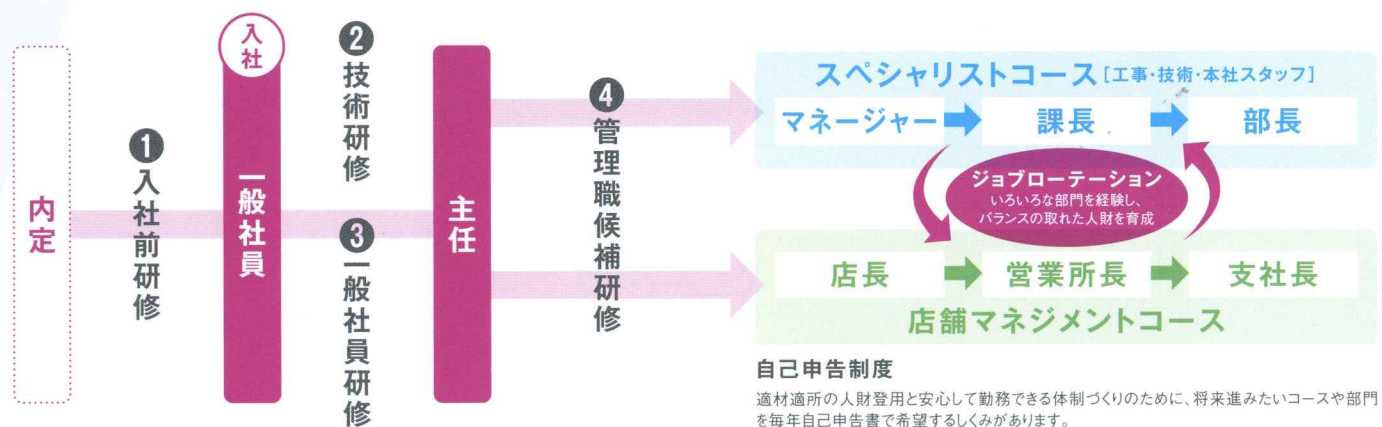 内定
❶入社前研修
入社
一般社員
❷技術研修
❸一般社員研修
主任
❹管理職候補研修
スペシャリストコース[工事・技術・本社スタッフ]
マネージャー
課長
部長
ジョブローテーション
いろいろな部門を経験し、
バランスの取れた人財を育成
店長
営業所長
支社長
店舗マネジメントコース
自己申告制度
適材適所の人財登用と安心して勤務できる体制づくりのために、将来進みたいコースや部門
を毎年自己申告書で希望するしくみがあります。